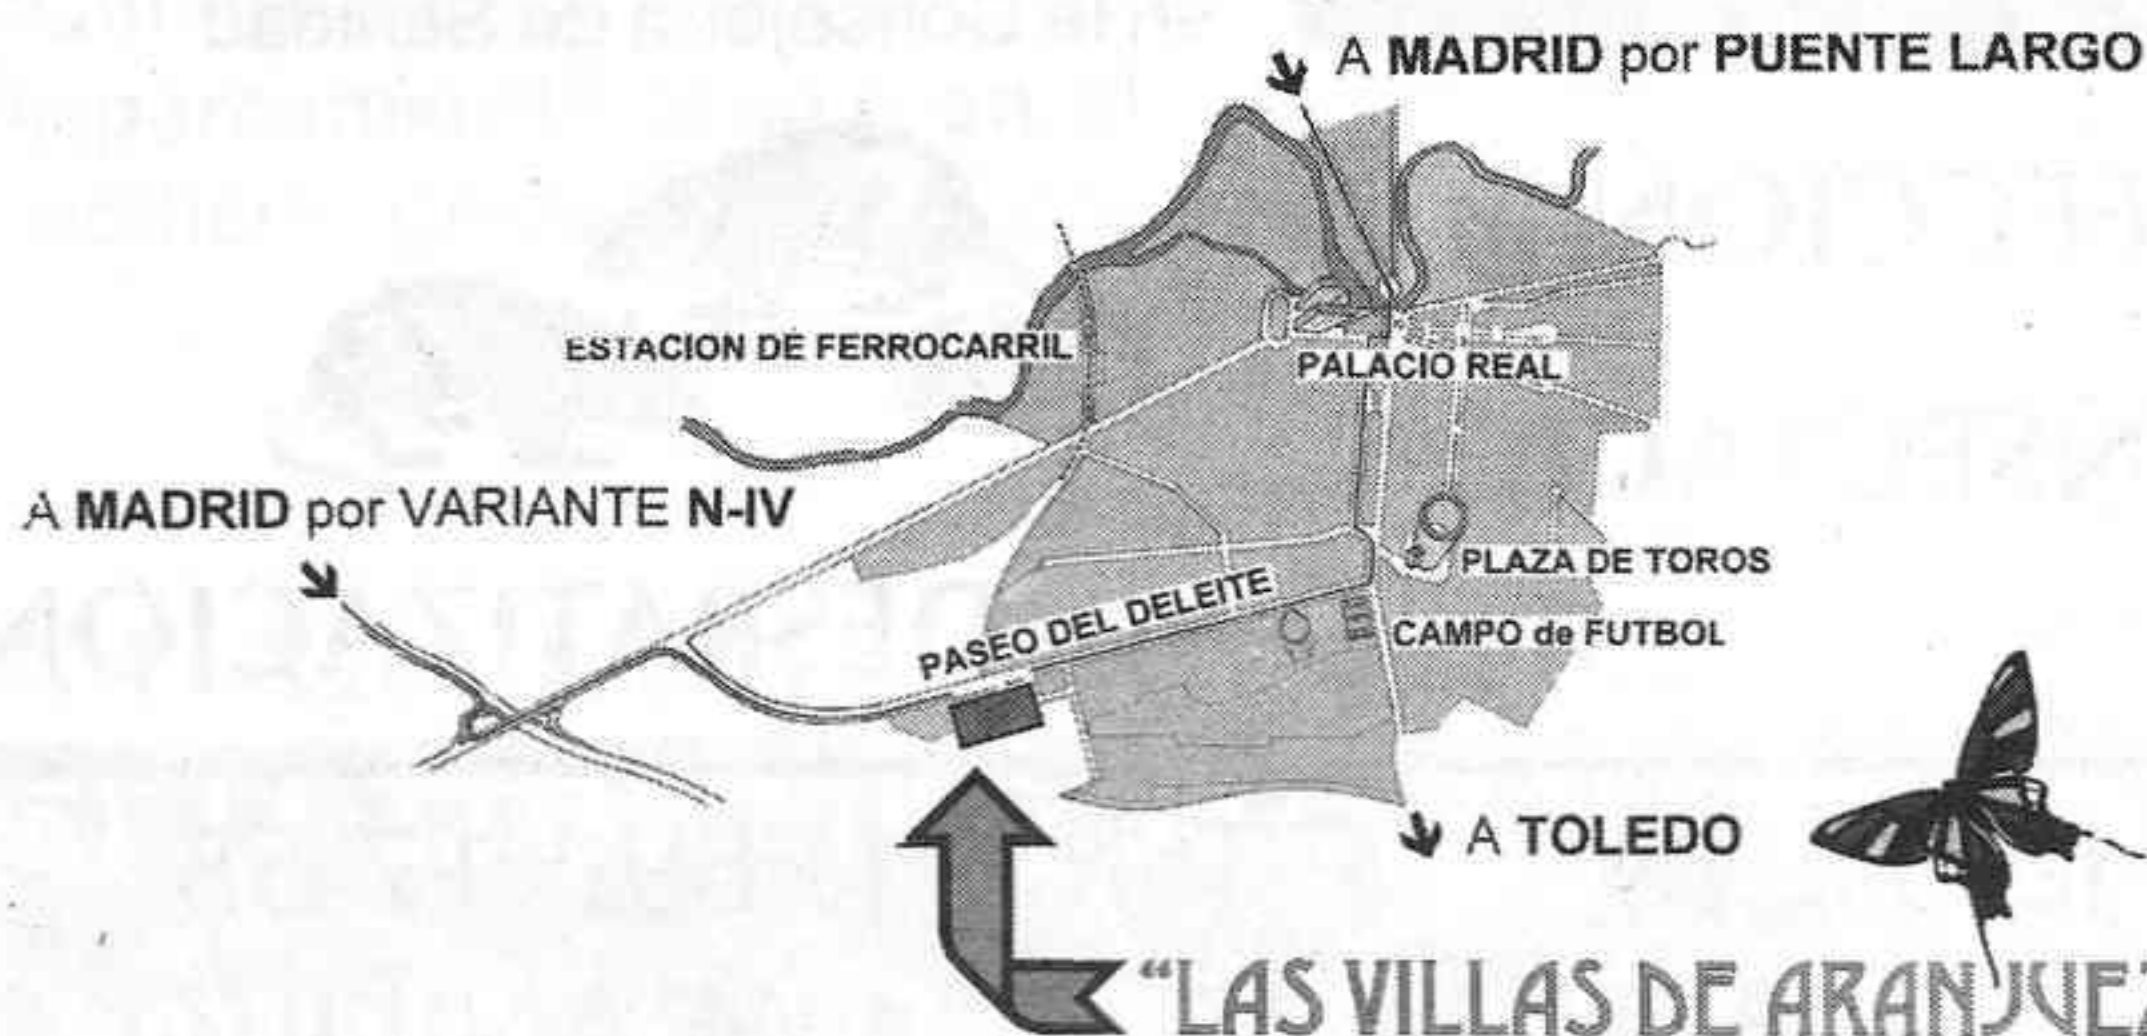 A MADRID por PUENTE LARGO
ESTACION DE FERROCARRIL
PALACIO REAL
A MADRID por VARIANTE N-IV
PLAZA DE TOROS
PASEO DEL DELEITE
CAMPO de FUTBOL
A TOLEDO
"LAS VILLAS DE ARANJUEZ